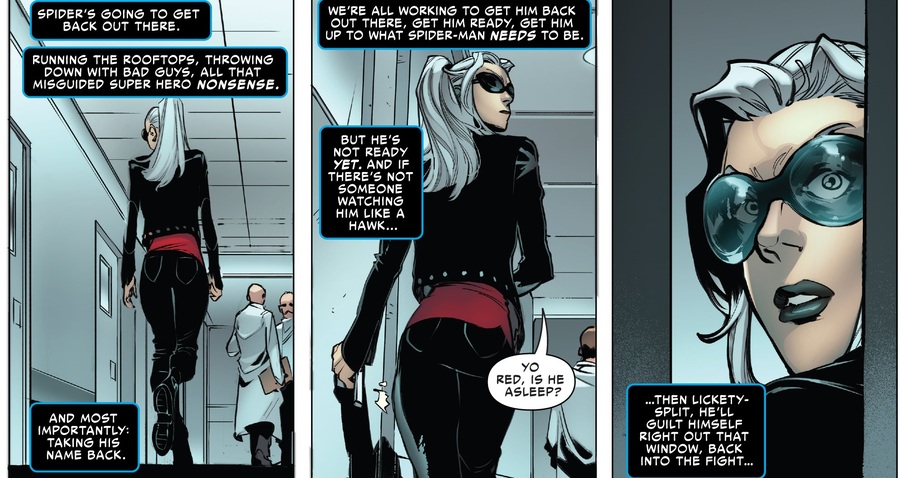 SPIDER'S GOING TO GET
BACK OUT THERE.
RUNNING THE ROOFTOPS, THROWING
DOWN WITH BAD GUYS, ALL THAT
MISGUIDED SUPER HERO NONSENSE.
AND MOST
IMPORTANTLY:
TAKING HIS
NAME BACK.
WE'RE ALL WORKING TO GET HIM BACK
OUT THERE, GET HIM READY, GET HIM
UP TO WHAT SPIDER-MAN NEEDS TO BE.
BUT HE'S
NOT READY
YET. AND IF
THERE'S NOT
SOMEONE
WATCHING
HIM LIKE A
HAWK...
YO
RED, IS HE
ASLEEP?
...THEN LICKETY-
SPLIT, HE'LL
GUILT HIMSELF
RIGHT OUT THAT
WINDOW, BACK
INTO THE FIGHT...